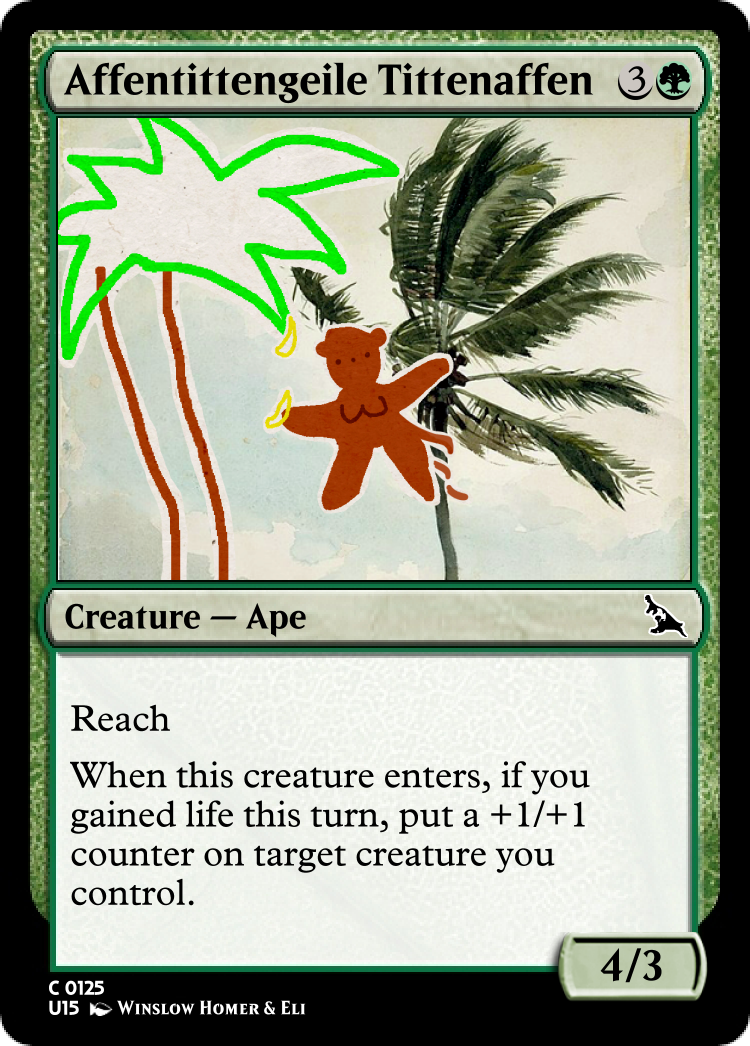 Affentittengeile Tittenaffen 3
Creature — Ape
Reach
When this creature enters, if you
gained life this turn, put a +1/+1
counter on target creature you
control.
4/3
C 0125
U15 Winslow Homer & Eli